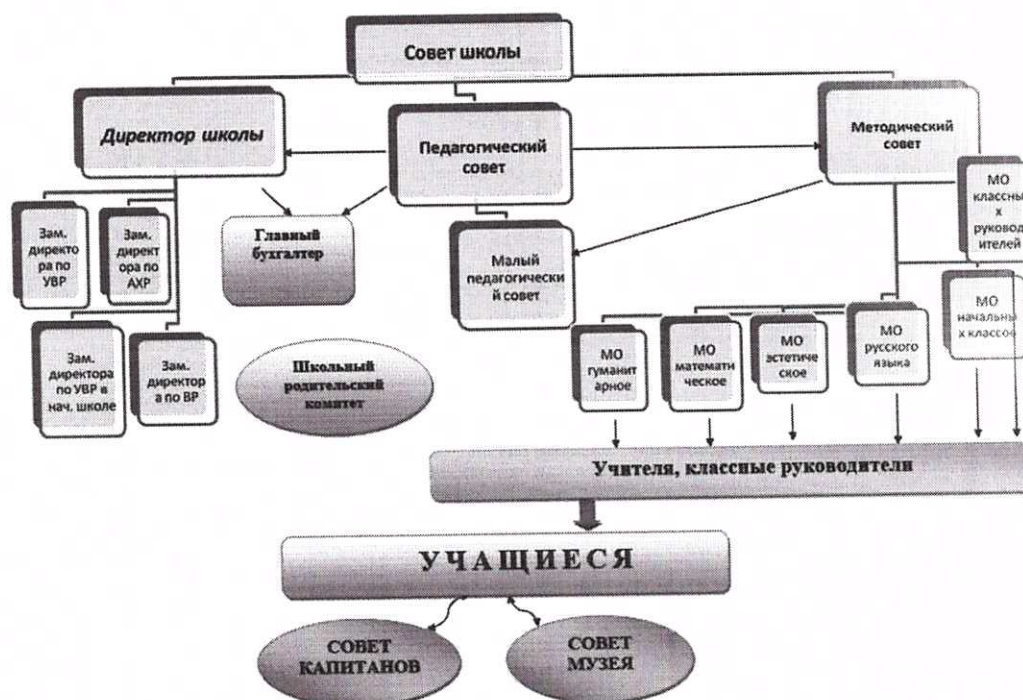 Совет школы
Директор школы
Педагогический
совет
Методический
совет
МО
классны
х
руковод
ителей
Зам.
директо
ра по
УВР
Зам.
директ
ора по
АХР
Главный
бухгалтер
Малый
педагогическ
й совет
МО
начальны
х классо
Зам.
директора
по УВР в
нач. школе
Зам.
директор
а по ВР
Школьный
родительский
комитет
МО
гуманит
арное
МО
математи
ческое
МО
эстетиче
ское
МО
русского
языка
Учителя, классные руководители
УЧАЩИЕСЯ
СОВЕТ
КАПИТАНОВ
СОВЕТ
МУЗЕЯ